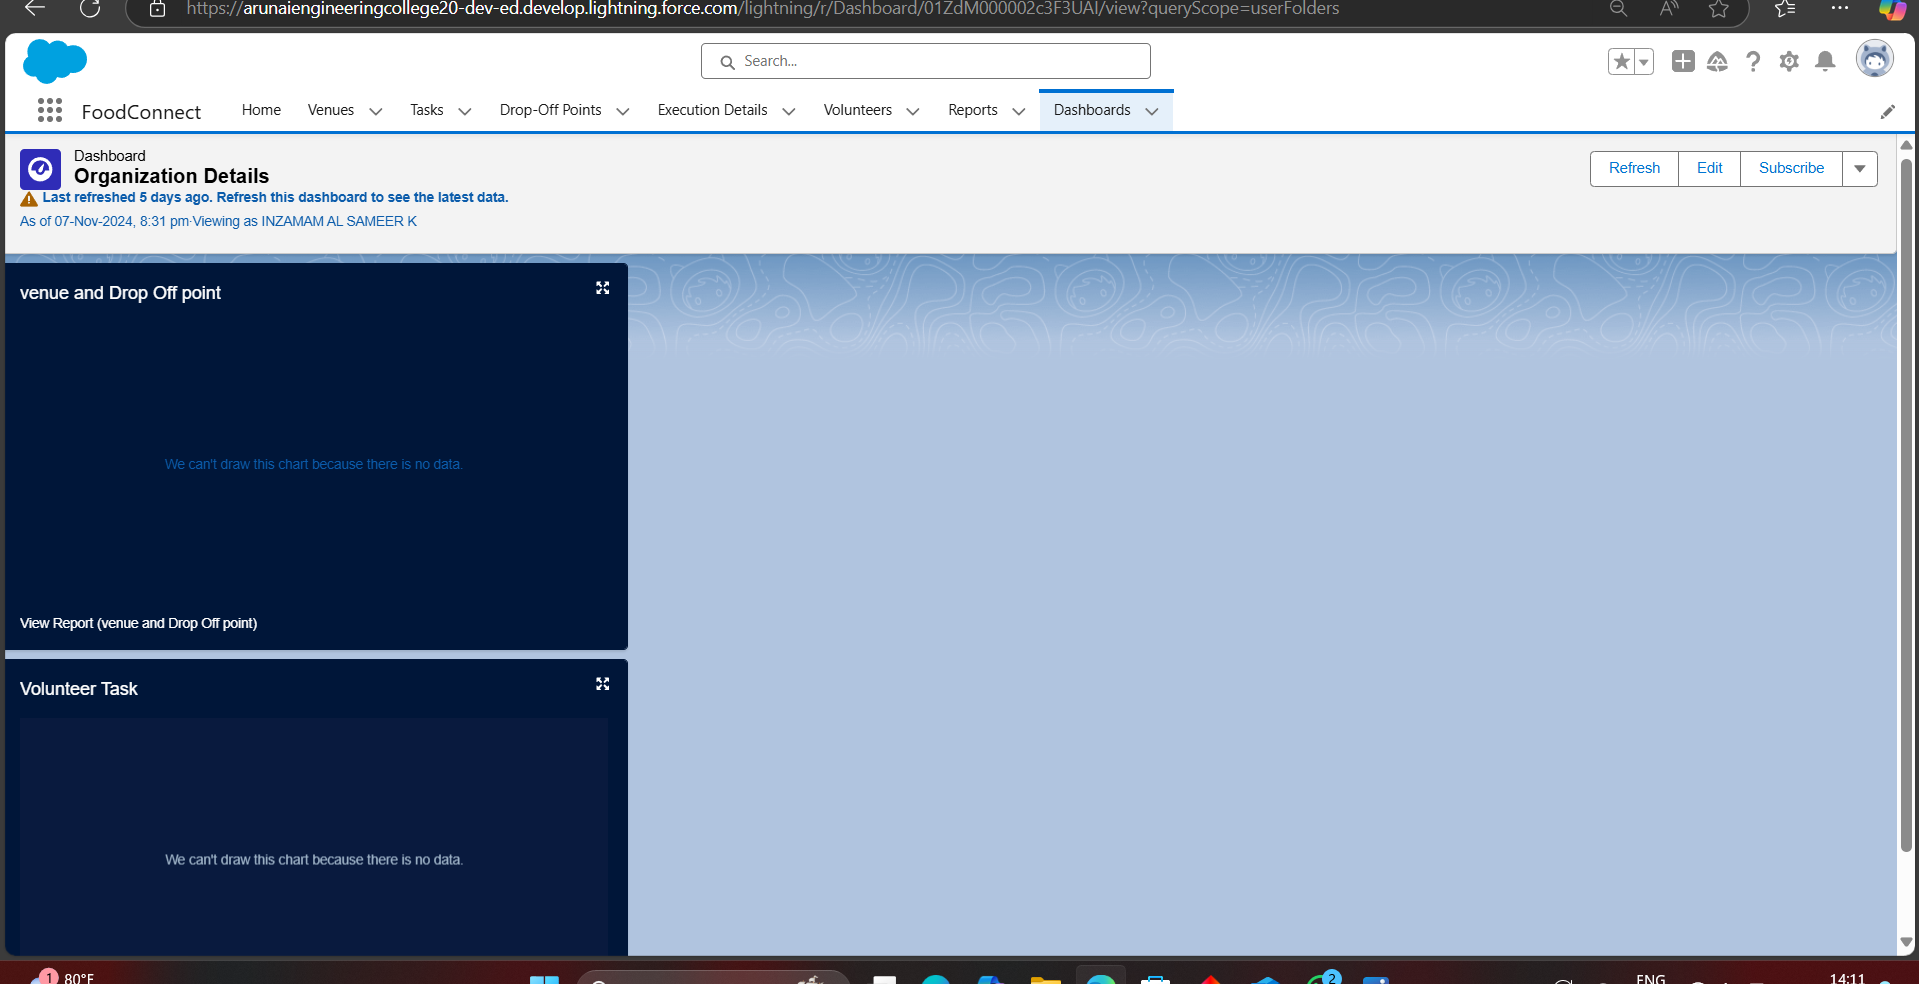 https://arunaiengineeringcollege20-dev-ed.develop.lightning.force.com/lightning/r/Dashboard/01ZdM000002c3F3UAI/view?queryScope=userFolders
Search...
FoodConnect Home Venues Tasks Drop-Off Points Execution Details Volunteers Reports Dashboards
Dashboard
Organization Details
Last refreshed 5 days ago. Refresh this dashboard to see the latest data.
As of 07-Nov-2024, 8:31 pm·Viewing as INZAMAM AL SAMEER K
Refresh Edit Subscribe
venue and Drop Off point
We can't draw this chart because there is no data.
View Report (venue and Drop Off point)
Volunteer Task
We can't draw this chart because there is no data.
1 80°F
2
ENG
14:11